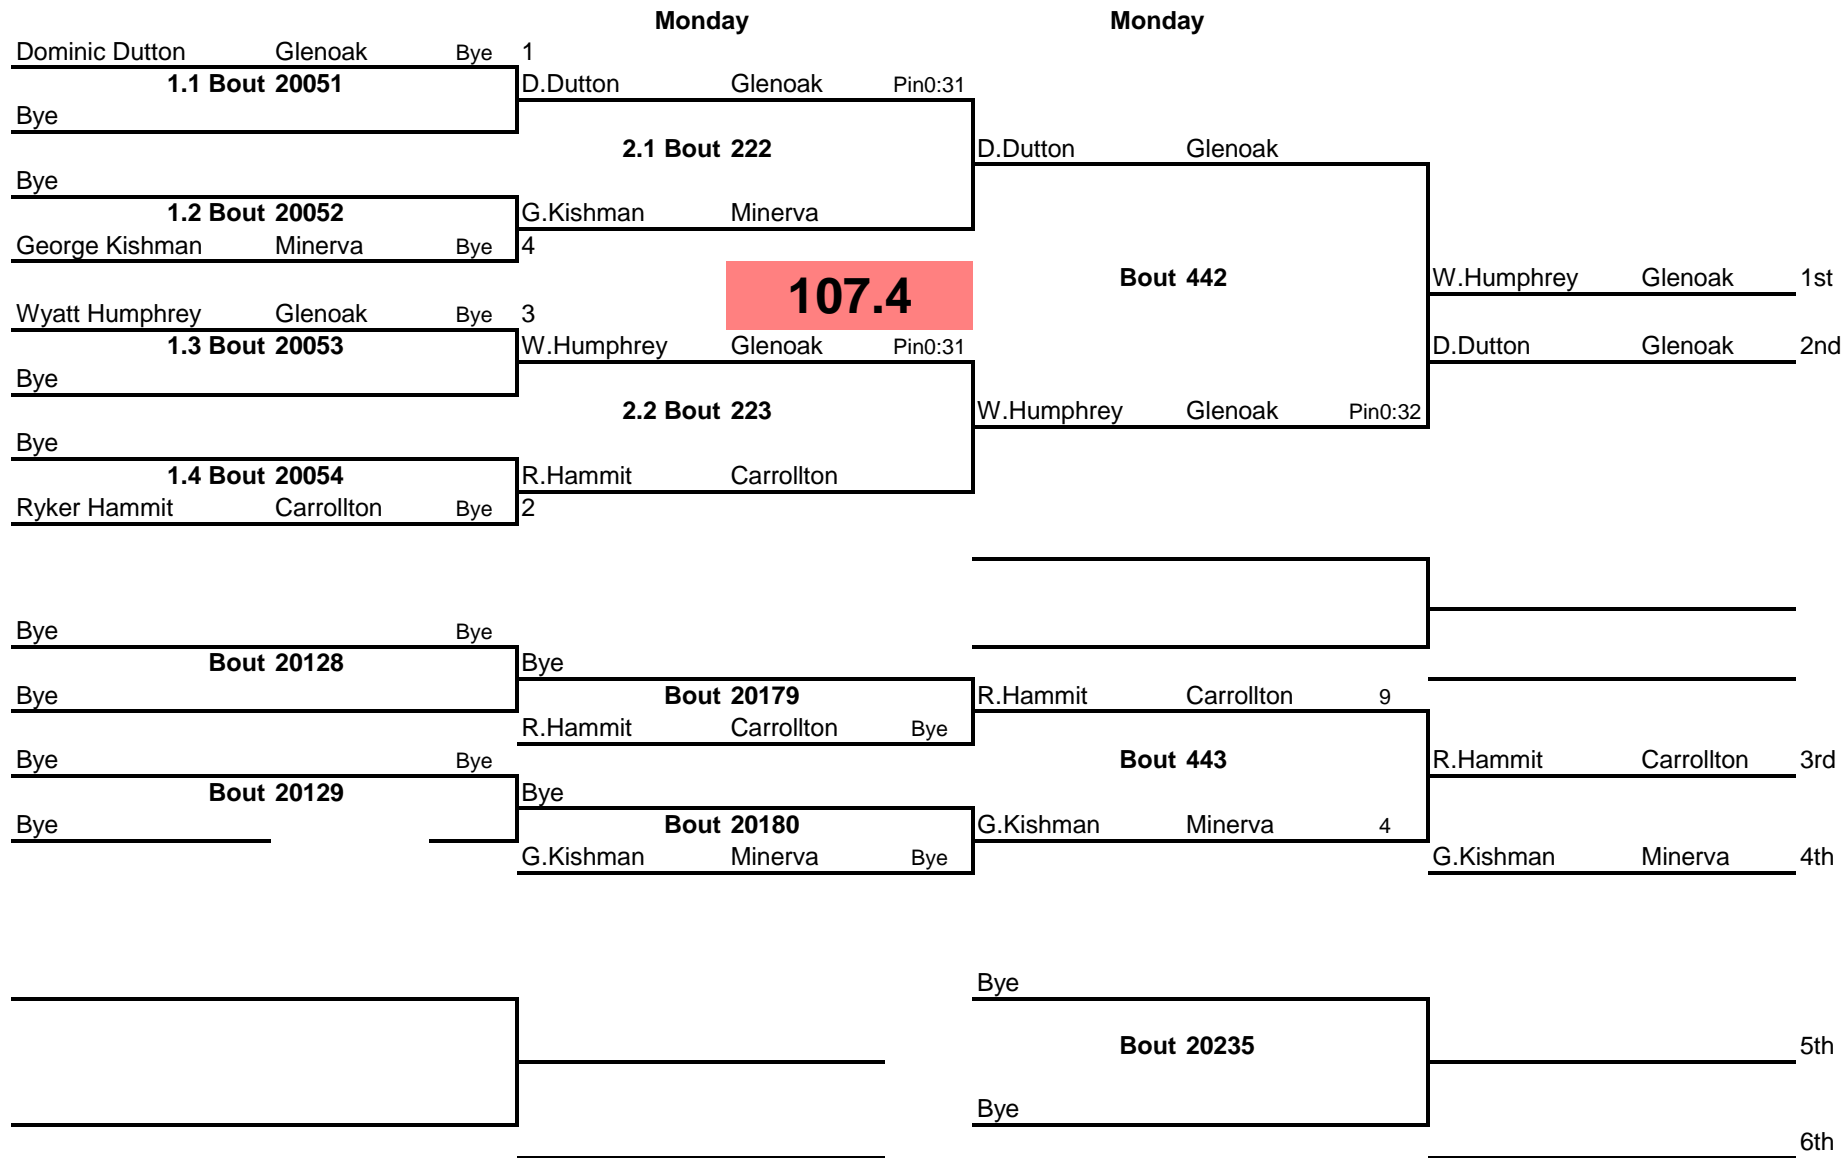 Monday Monday
Dominic Dutton Glenoak Bye 1
1.1 Bout 20051 D.Dutton Glenoak Pin0:31
Bye
2.1 Bout 222 D.Dutton Glenoak
Bye
1.2 Bout 20052 G.Kishman Minerva
George Kishman Minerva Bye 4
107.4 Bout 442 W.Humphrey Glenoak 1st
Wyatt Humphrey Glenoak Bye 3
1.3 Bout 20053 W.Humphrey Glenoak Pin0:31 D.Dutton Glenoak 2nd
Bye
2.2 Bout 223 W.Humphrey Glenoak Pin0:32
Bye
1.4 Bout 20054 R.Hammit Carrollton
Ryker Hammit Carrollton Bye 2
Bye Bye
Bout 20128 Bye
Bye Bout 20179 R.Hammit Carrollton 9
R.Hammit Carrollton Bye
Bye Bye Bout 443 R.Hammit Carrollton 3rd
Bout 20129 Bye
Bye Bout 20180 G.Kishman Minerva 4
G.Kishman Minerva Bye G.Kishman Minerva 4th
Bye
Bout 20235 5th
Bye
6th